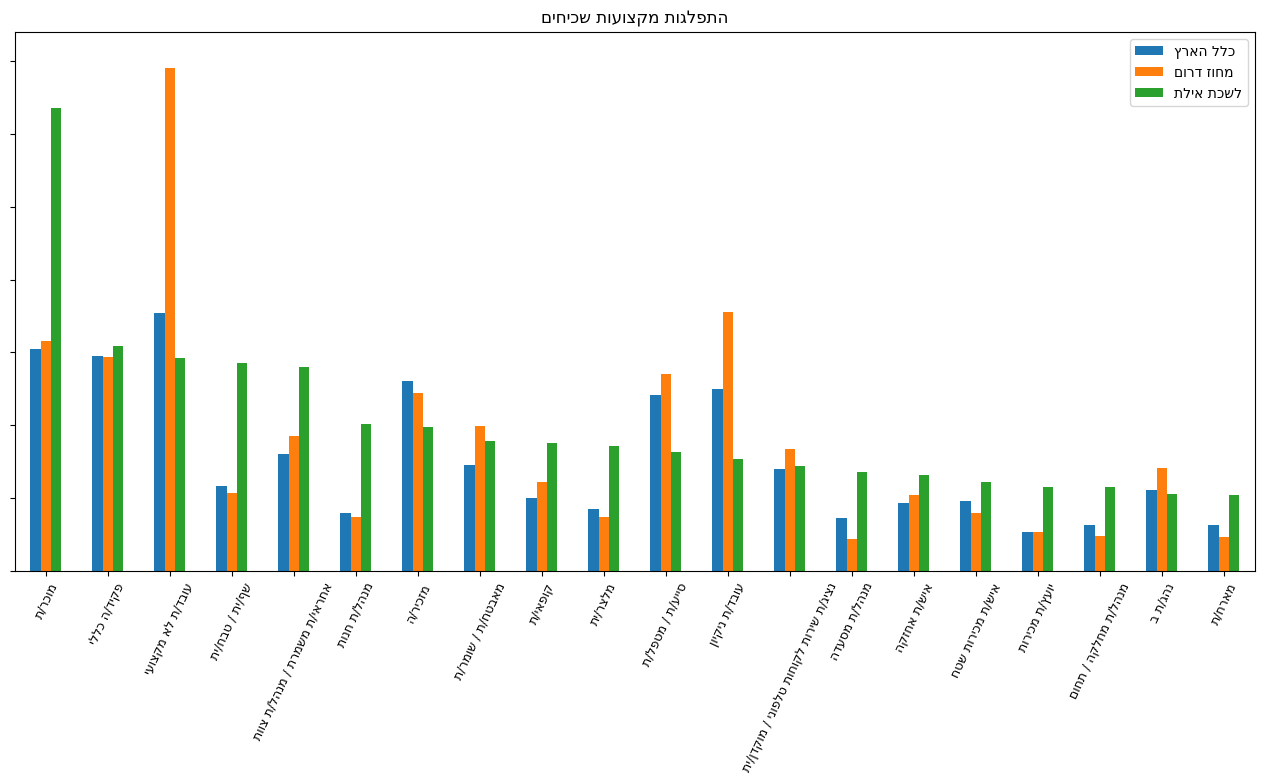 התפלגות מקצועות שכיחים
כלל הארץ
מחוז דרום
לשכת אילת
מוכר/ת
פקיד/ה כללי
עובד/ת לא מקצועי
שף/ית / טבח/ית
אחראי/ת משמרת / מנהל/ת צוות
מנהל/ת חנות
מזכיר/ה
מאבטח/ת / שומר/ת
קופאי/ת
מלצר/ית
סייע/ת / מטפל/ת
עובד/ת ניקיון
נציג/ת שירות לקוחות טלפוני / מוקדן/ית
מנהל/ת מסעדה
איש/ת אחזקה
איש/ת מכירות שטח
יועץ/ת מכירות
מנהל/ת מחלקה / תחום
נהג/ת ב
מארח/ת